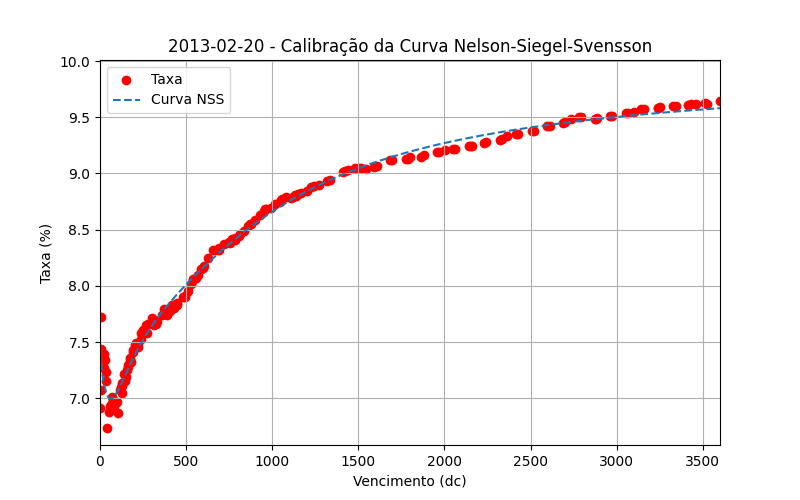 2013-02-20 - Calibração da Curva Nelson-Siegel-Svensson
Taxa
Curva NSS
Taxa (%)
10.0
9.5
9.0
8.5
8.0
7.5
7.0
0 500 1000 1500 2000 2500 3000 3500
Vencimento (dc)